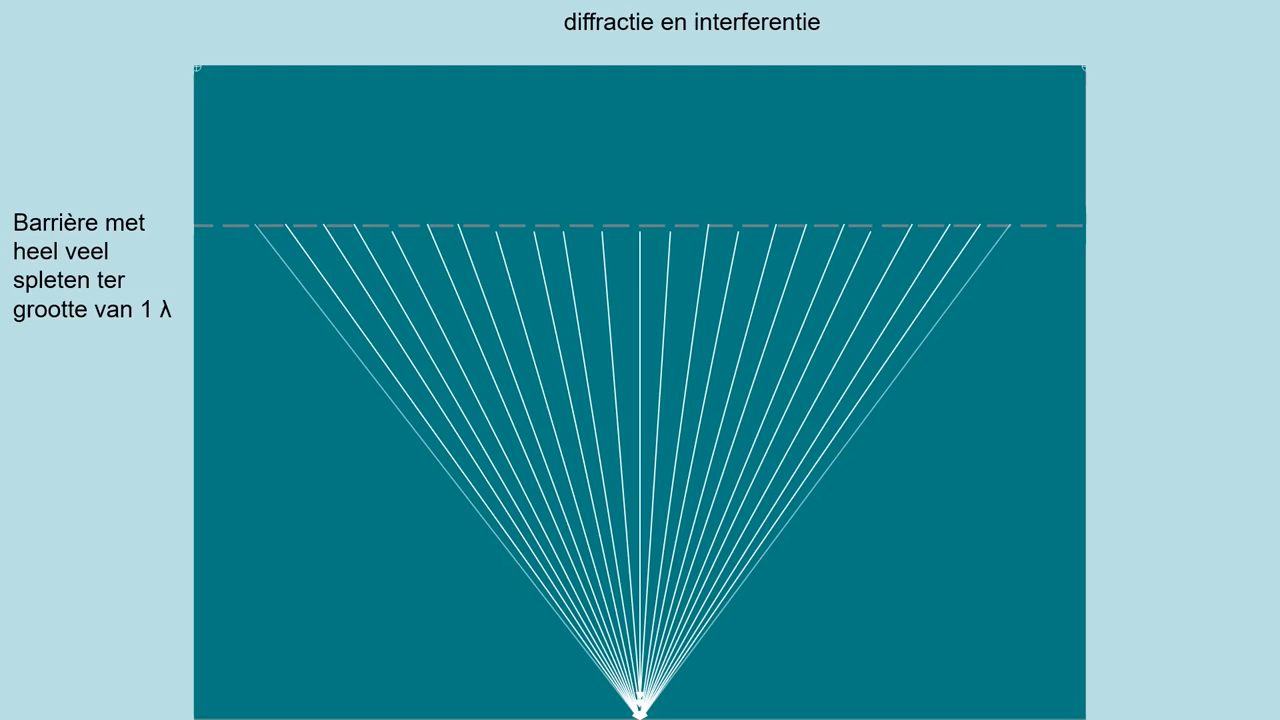 diffractie en interferentie
Barrière met
heel veel
spleten ter
grootte van 1 λ